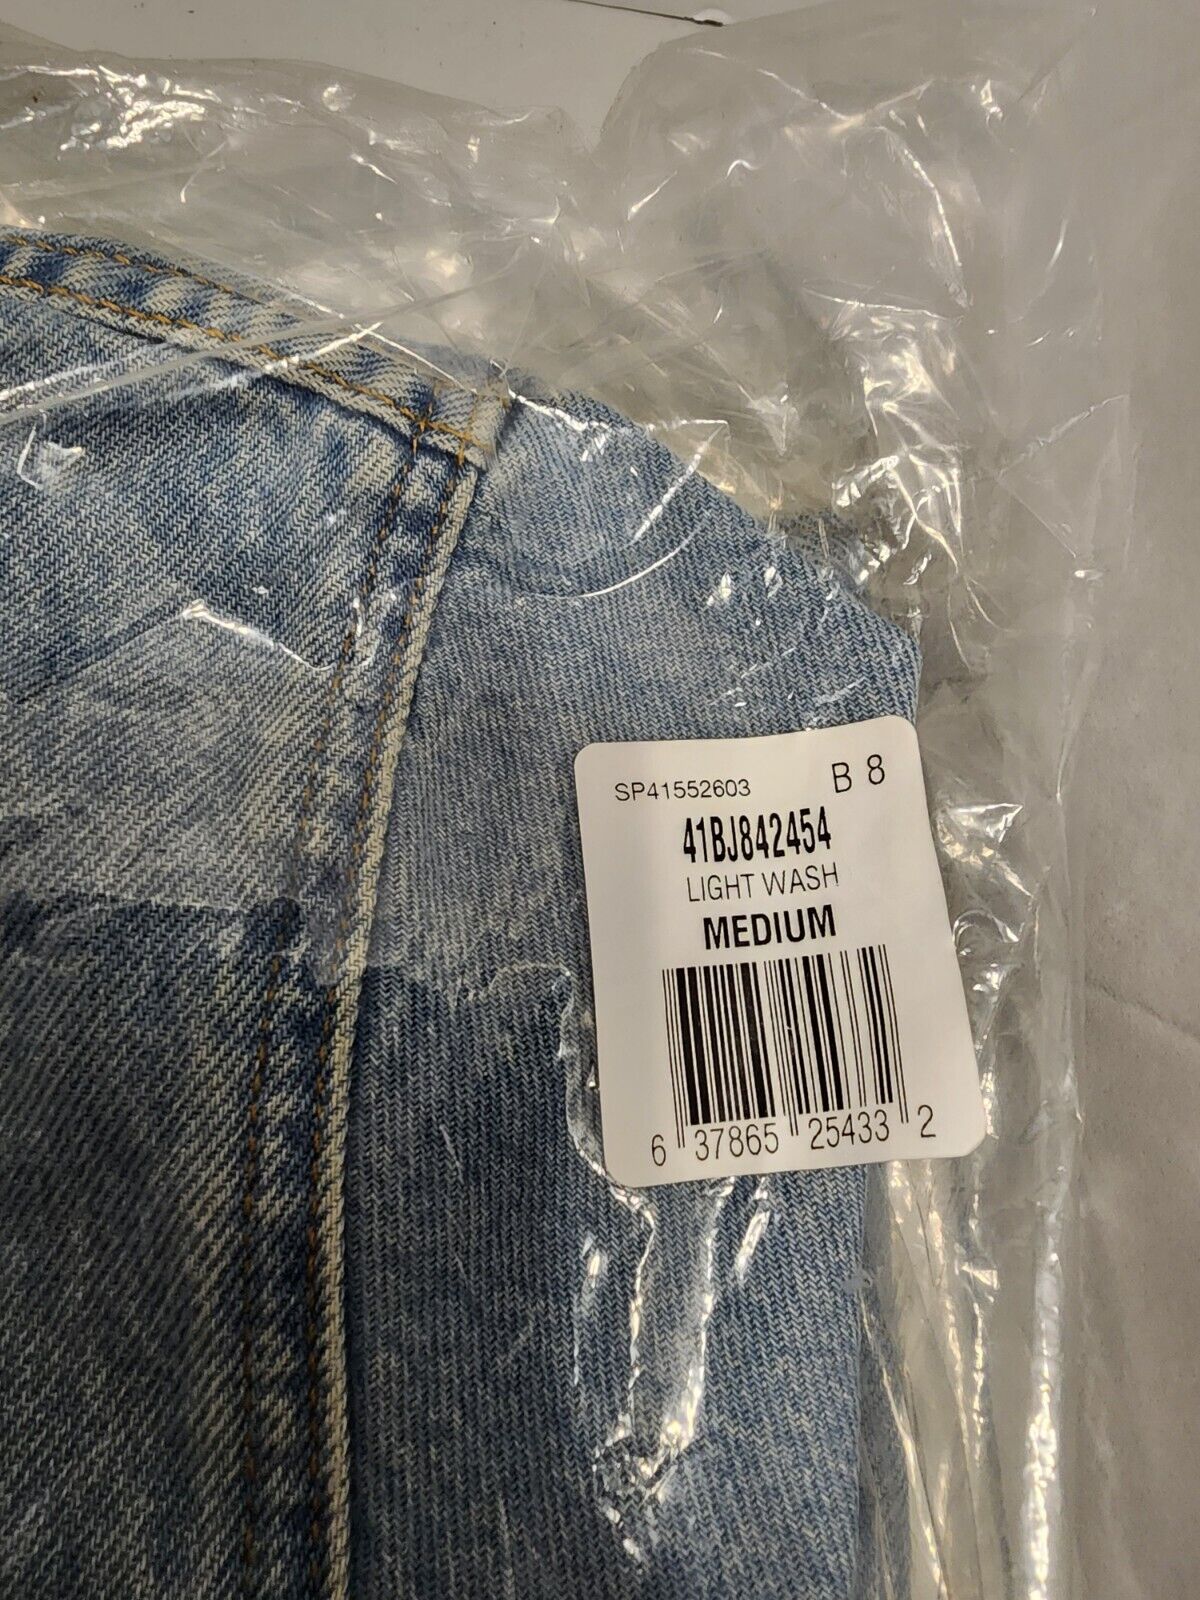 SP41552603 B 8
41BJ842454
LIGHT WASH
MEDIUM
6 37865 25433 2